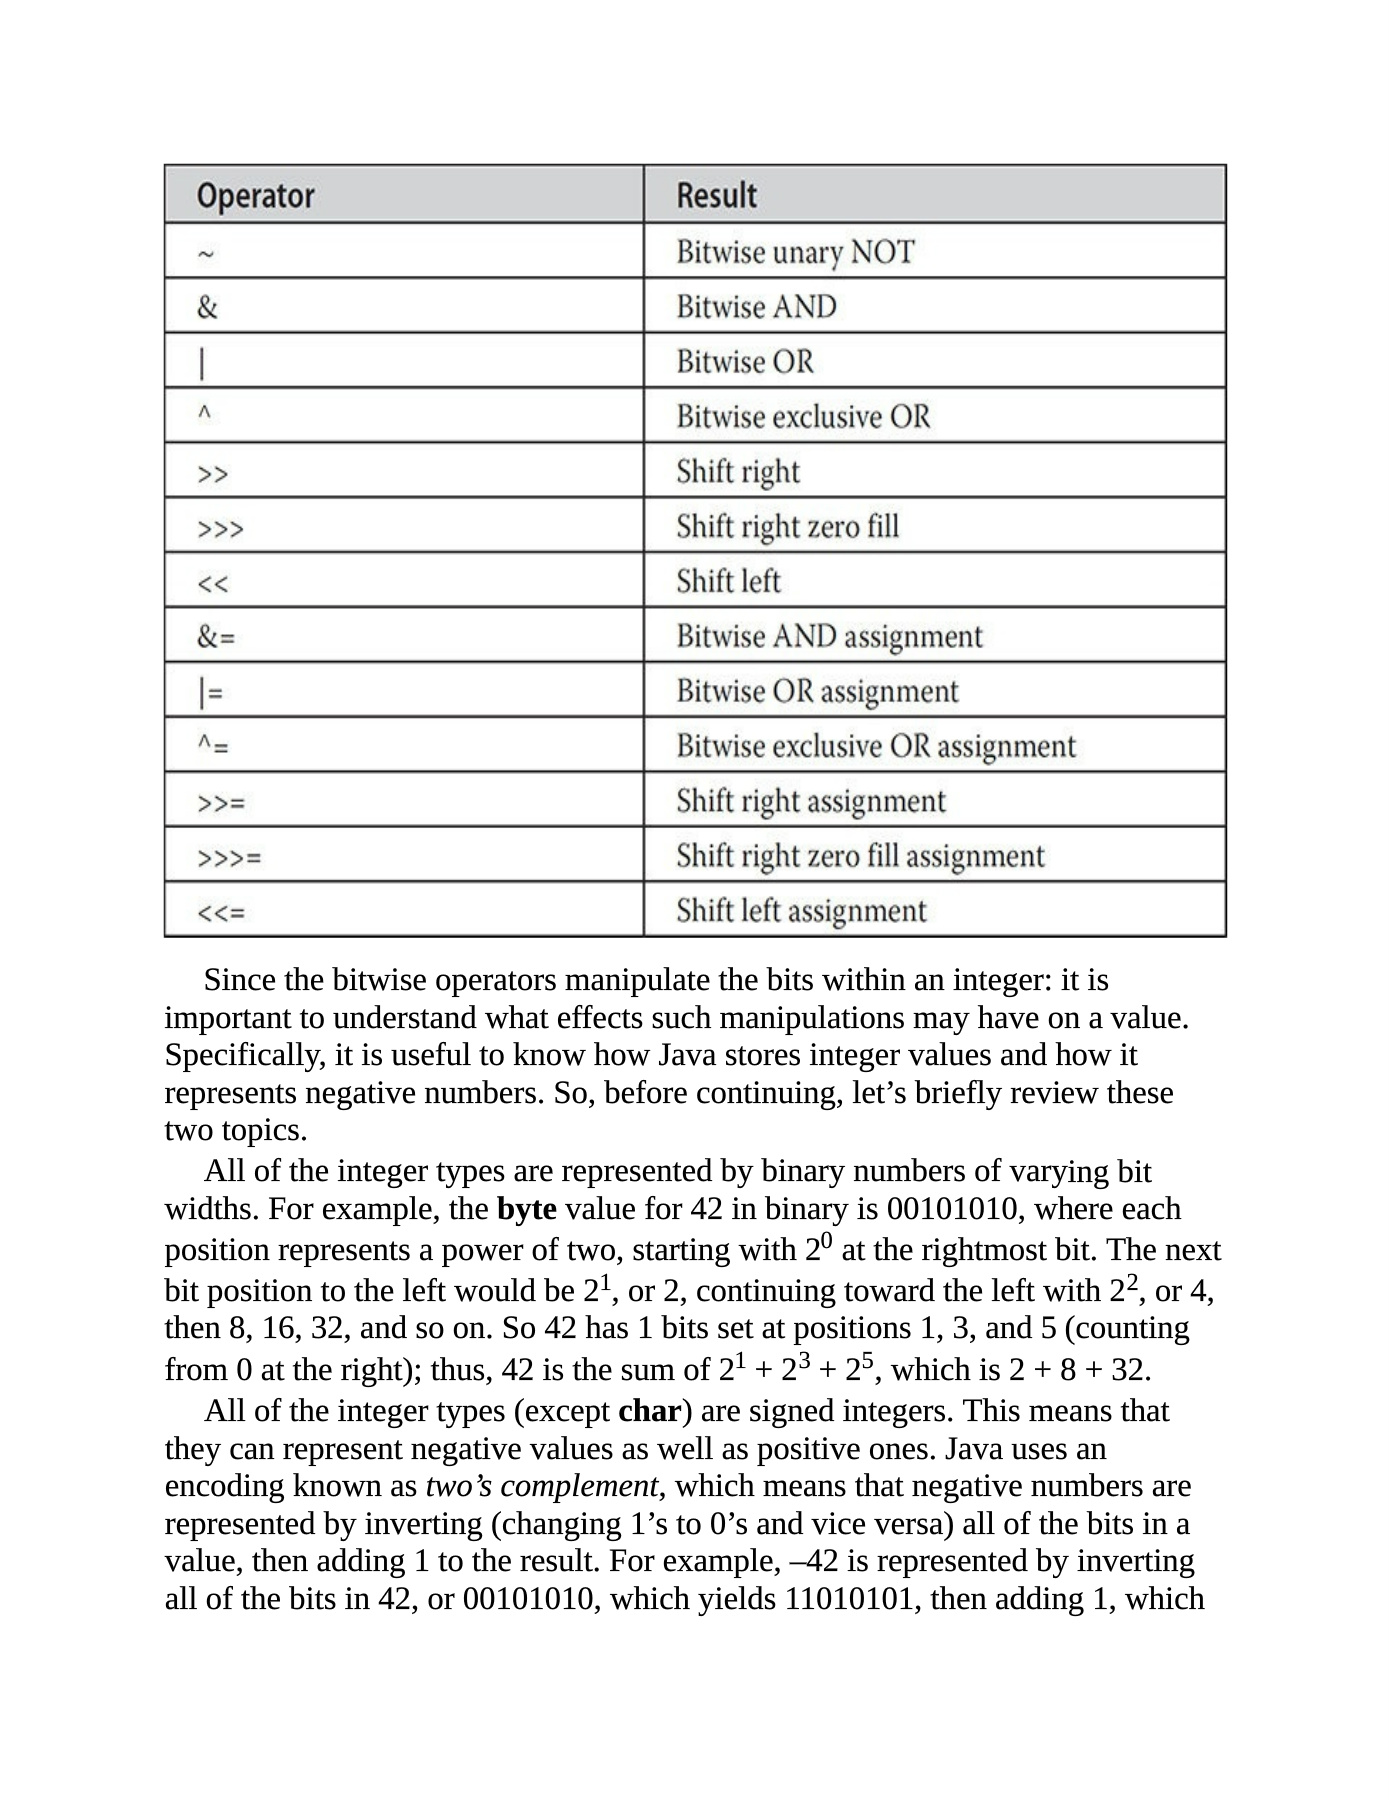 Operator Result
~ Bitwise unary NOT
& Bitwise AND
| Bitwise OR
^ Bitwise exclusive OR
>> Shift right
>>> Shift right zero fill
<< Shift left
&= Bitwise AND assignment
|= Bitwise OR assignment
^= Bitwise exclusive OR assignment
>>= Shift right assignment
>>>= Shift right zero fill assignment
<<= Shift left assignment
Since the bitwise operators manipulate the bits within an integer: it is
important to understand what effects such manipulations may have on a value.
Specifically, it is useful to know how Java stores integer values and how it
represents negative numbers. So, before continuing, let’s briefly review these
two topics.
All of the integer types are represented by binary numbers of varying bit
widths. For example, the byte value for 42 in binary is 00101010, where each
position represents a power of two, starting with 2⁰ at the rightmost bit. The next
bit position to the left would be 2¹, or 2, continuing toward the left with 2², or 4,
then 8, 16, 32, and so on. So 42 has 1 bits set at positions 1, 3, and 5 (counting
from 0 at the right); thus, 42 is the sum of 2¹ + 2³ + 2⁵, which is 2 + 8 + 32.
All of the integer types (except char) are signed integers. This means that
they can represent negative values as well as positive ones. Java uses an
encoding known as two’s complement, which means that negative numbers are
represented by inverting (changing 1’s to 0’s and vice versa) all of the bits in a
value, then adding 1 to the result. For example, –42 is represented by inverting
all of the bits in 42, or 00101010, which yields 11010101, then adding 1, which